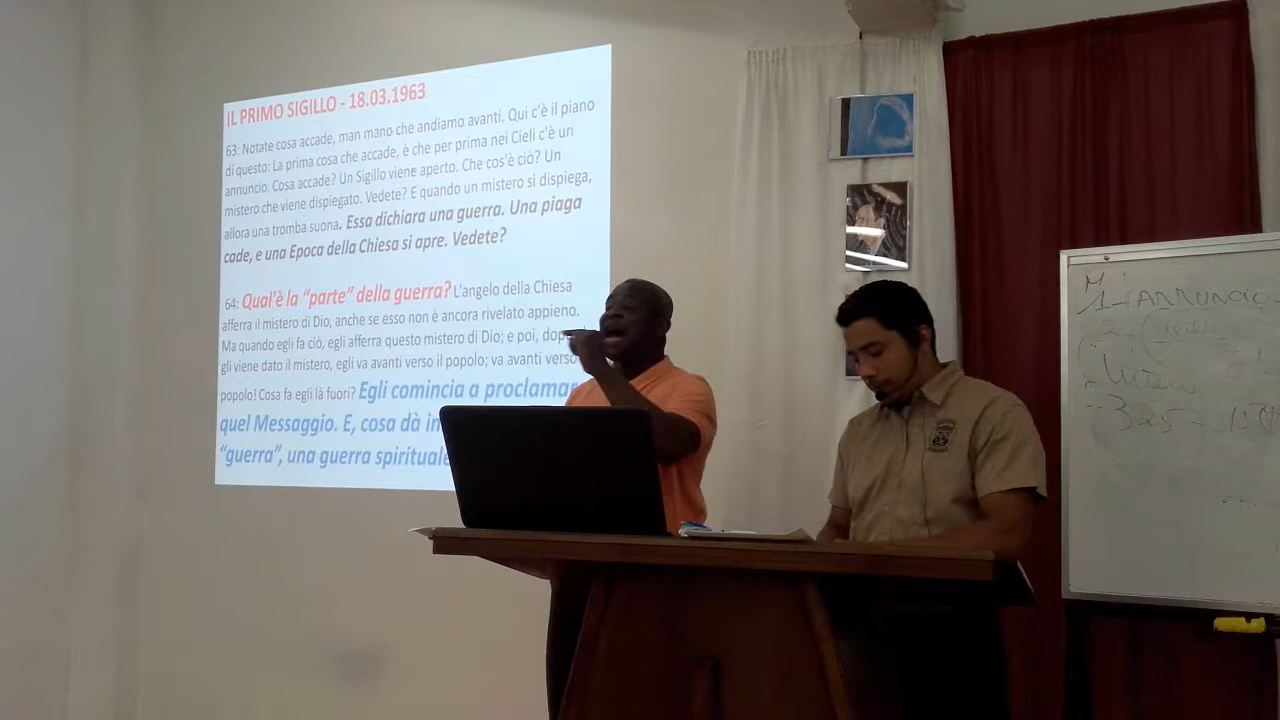 IL PRIMO SIGILLO - 18.03.1963
63: Notate cosa accade, man mano che andiamo avanti. Qui c'è il piano
di questo: La prima cosa che accade, è che per prima nei Cieli c'è un
annuncio. Cosa accade? Un Sigillo viene aperto. Che cos'è ciò? Un
mistero che viene dispiegato. Vedete? E quando un mistero si dispiega,
allora una tromba suona. Essa dichiara una guerra. Una piaga
cade, e una Epoca della Chiesa si apre. Vedete?
64: Qual'è la “parte” della guerra? L'angelo della Chiesa
afferra il mistero di Dio, anche se esso non è ancora rivelato appieno.
Ma quando egli fa ciò, egli afferra questo mistero di Dio; e poi, dop
gli viene dato il mistero, egli va avanti verso il popolo; va avanti verso
popolo! Cosa fa egli là fuori? Egli comincia a proclamar
quel Messaggio. E, cosa dà in
“guerra”, una guerra spirituale
1- ANNUNCIO